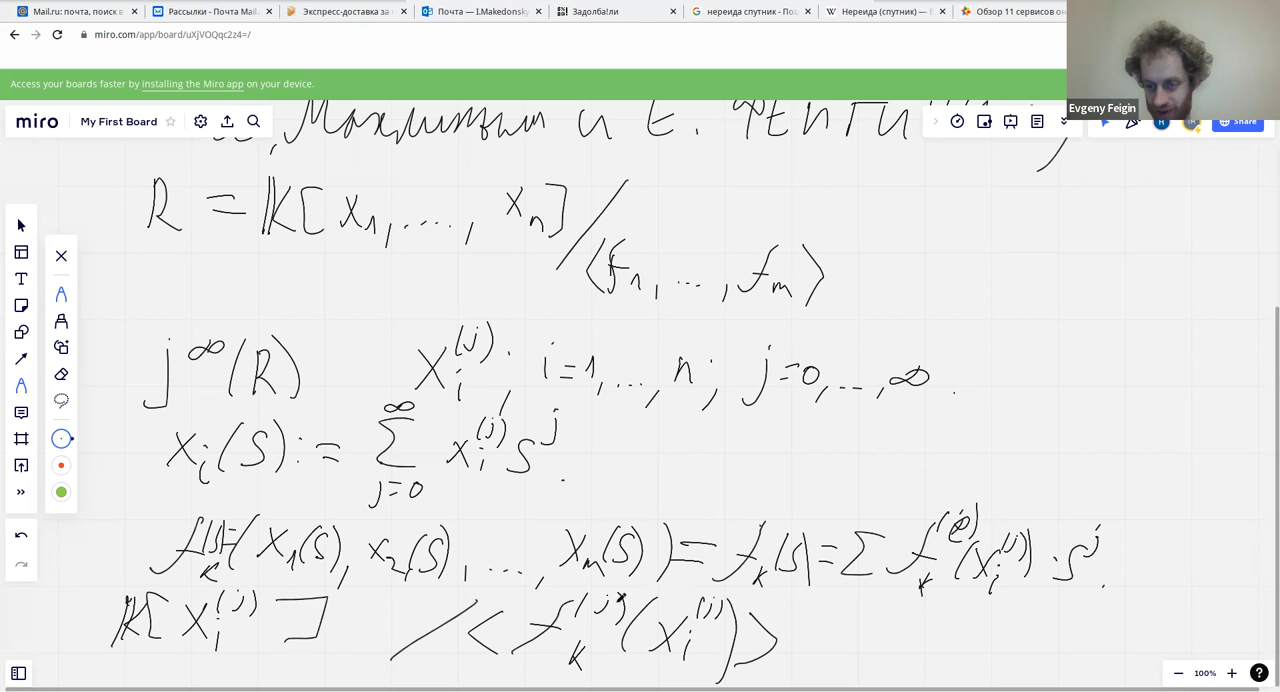 Mail.ru: почта, поиск в
Рассылки - Почта Mail.
Экспресс-доставка за
Почта — I.Makedonsky
Задолба!ли
нереида спутник - По
Нереида (спутник) —
Обзор 11 сервисов он
miro.com/app/board/uXjVOQqc2z4=/
Access your boards faster by installing the Miro app on your device.
Evgeny Feigin
miro My First Board
Share
и Е. Фейгин
R = 𝕂[x_1, ..., x_n] / ⟨f_1, ..., f_m⟩
J^∞(R) X_i^{(j)}, i=1, ..., n; j=0, ..., ∞.
x_i(s) := Σ_{j=0}^{∞} x_i^{(j)} s^j.
f_k(x_1(s), x_2(s), ..., x_n(s)) = f_k(s) = Σ f_k^{(j)}(x_i^{(j)}) · s^j.
𝕂[x_i^{(j)}] / < f_k^{(j)}(x_i^{(j)}) >
100%